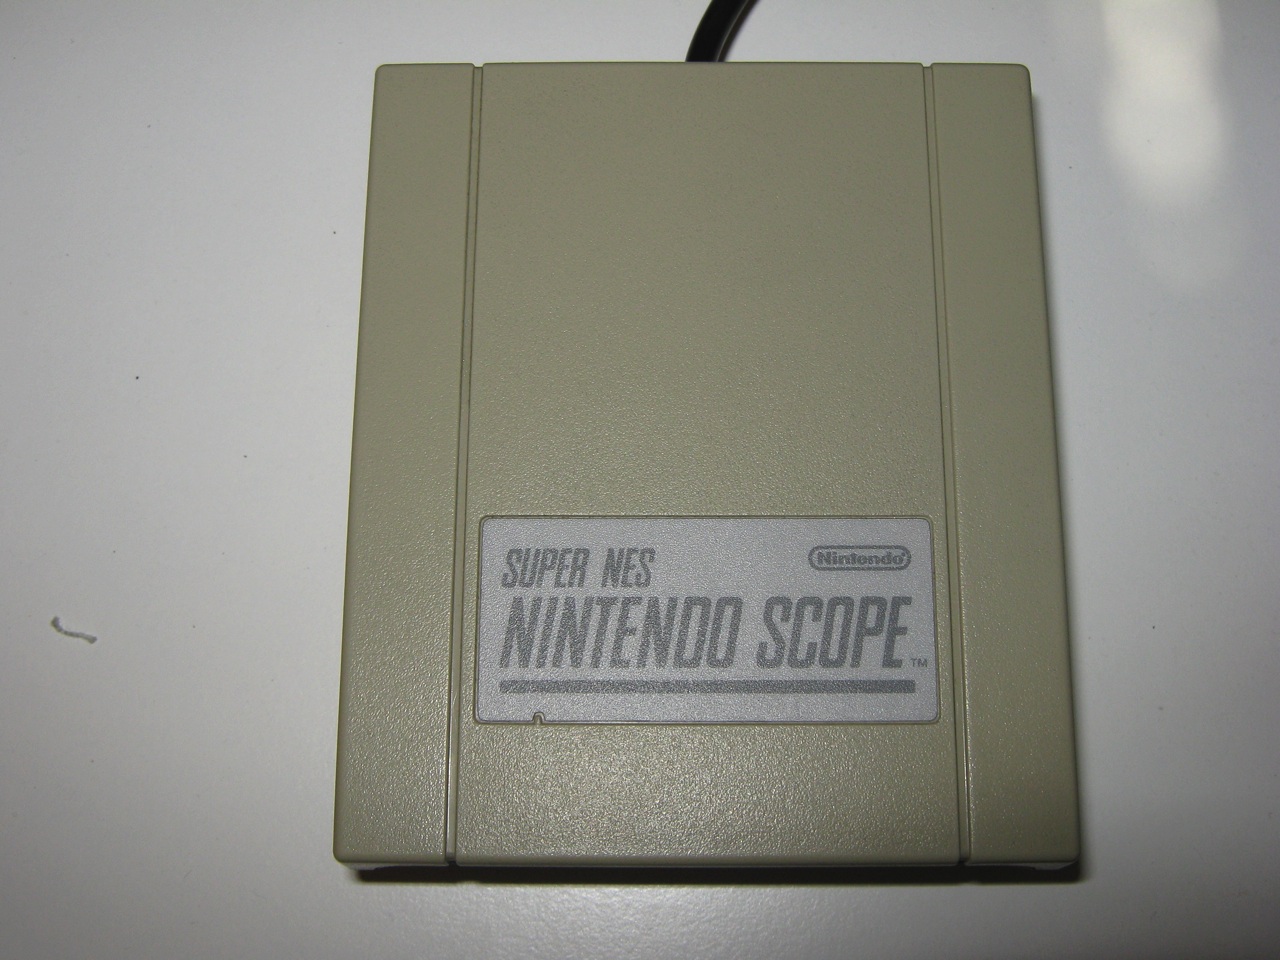 SUPER NES
Nintendo
NINTENDO SCOPE™